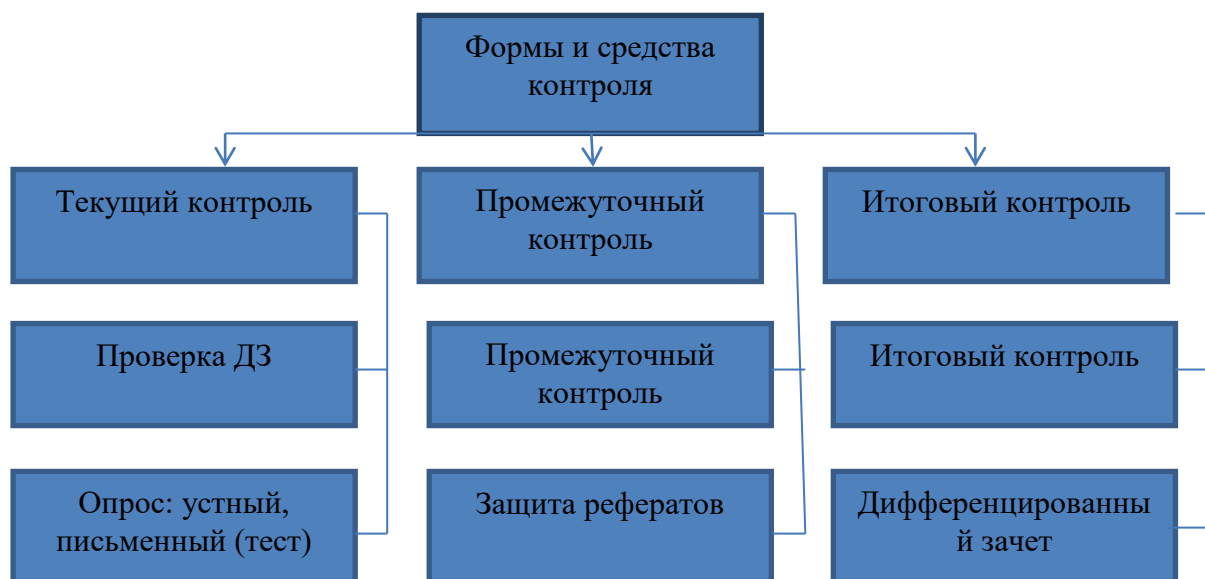 Формы и средства
контроля
Текущий контроль
Промежуточный
контроль
Итоговый контроль
Проверка ДЗ
Промежуточный
контроль
Итоговый контроль
Опрос: устный,
письменный (тест)
Защита рефератов
Дифференцированны
й зачет